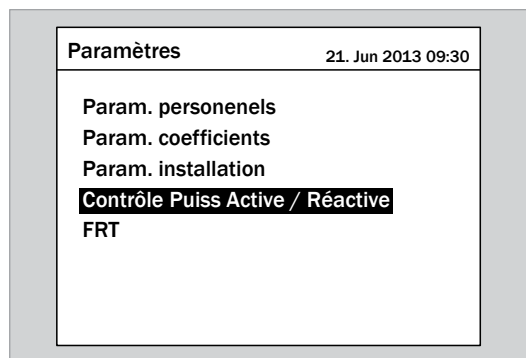 Paramètres 21. Jun 2013 09:30
Param. personenels
Param. coefficients
Param. installation
Contrôle Puiss Active / Réactive
FRT